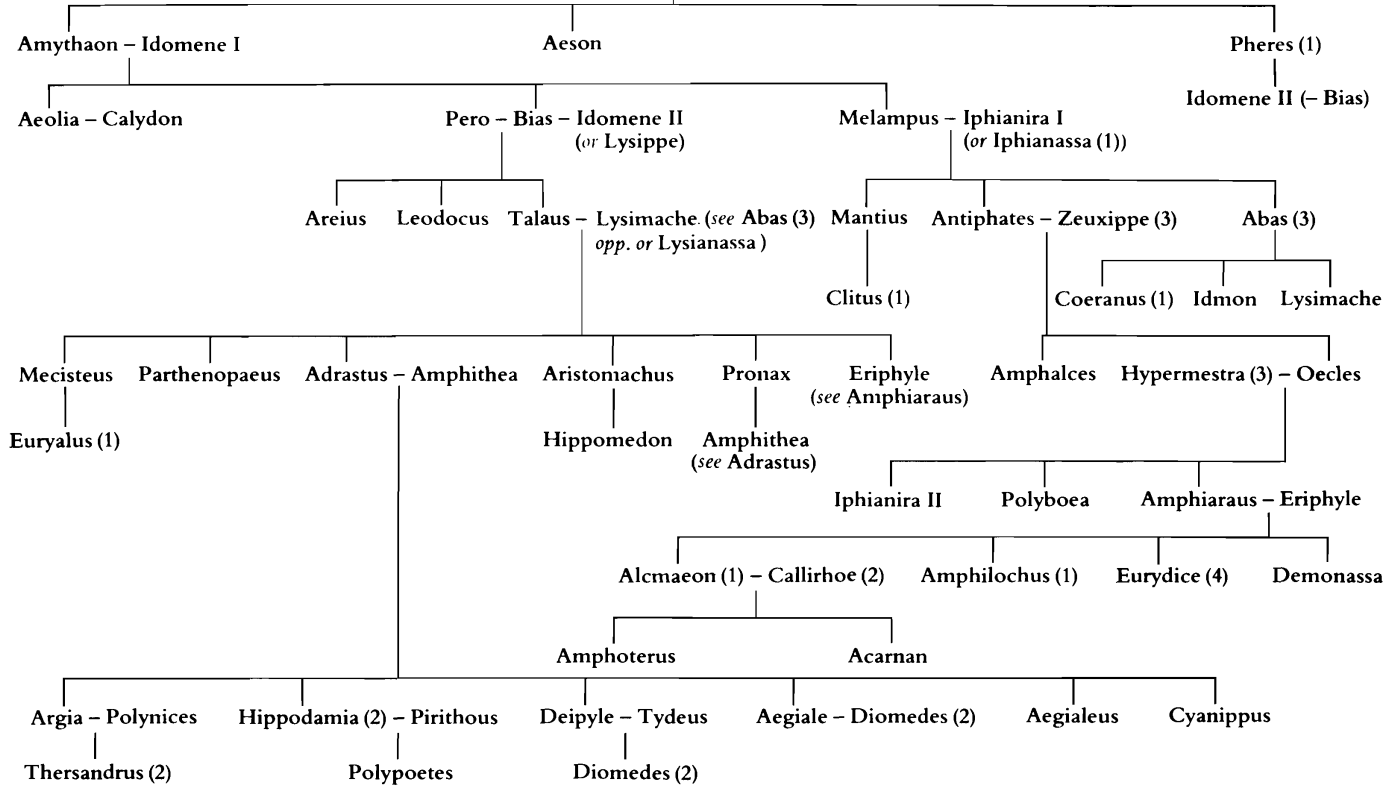 Amythaon – Idomene I Aeson Pheres (1)
Idomene II (– Bias)
Aeolia – Calydon Pero – Bias – Idomene II Melampus – Iphianira I
(or Lysippe) (or Iphianassa (1))
Areius Leodocus Talaus – Lysimache. (see Abas (3) Mantius Antiphates – Zeuxippe (3) Abas (3)
opp. or Lysianassa )
Clitus (1) Coeranus (1) Idmon Lysimache
Mecisteus Parthenopaeus Adrastus – Amphithea Aristomachus Pronax Eriphyle Amphalces Hypermestra (3) – Oecles
(see Amphiaraus)
Euryalus (1) Hippomedon Amphithea
(see Adrastus)
Iphianira II Polyboea Amphiaraus – Eriphyle
Alcmaeon (1) – Callirhoe (2) Amphilochus (1) Eurydice (4) Demonassa
Amphoterus Acarnan
Argia – Polynices Hippodamia (2) – Pirithous Deipyle – Tydeus Aegiale – Diomedes (2) Aegialeus Cyanippus
Thersandrus (2) Polypoetes Diomedes (2)